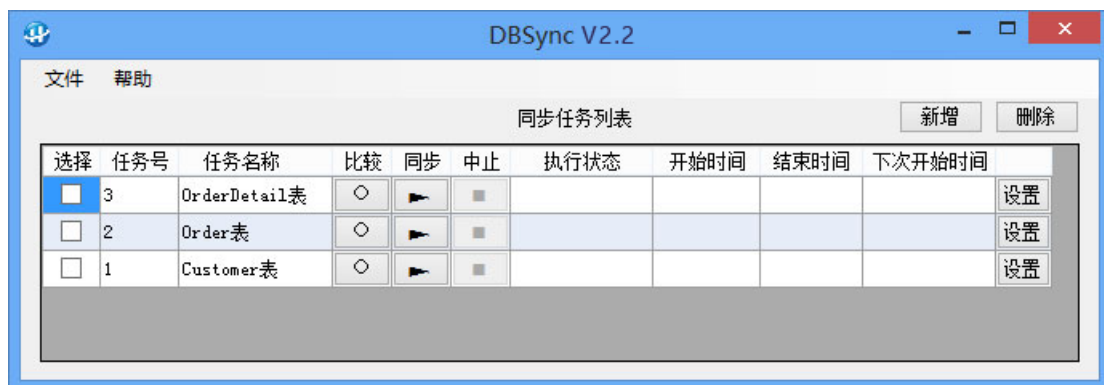 DBSync V2.2
文件 帮助
同步任务列表 新增 删除
选择 任务号 任务名称 比较 同步 中止 执行状态 开始时间 结束时间 下次开始时间
3 OrderDetail表 设置
2 Order表 设置
1 Customer表 设置